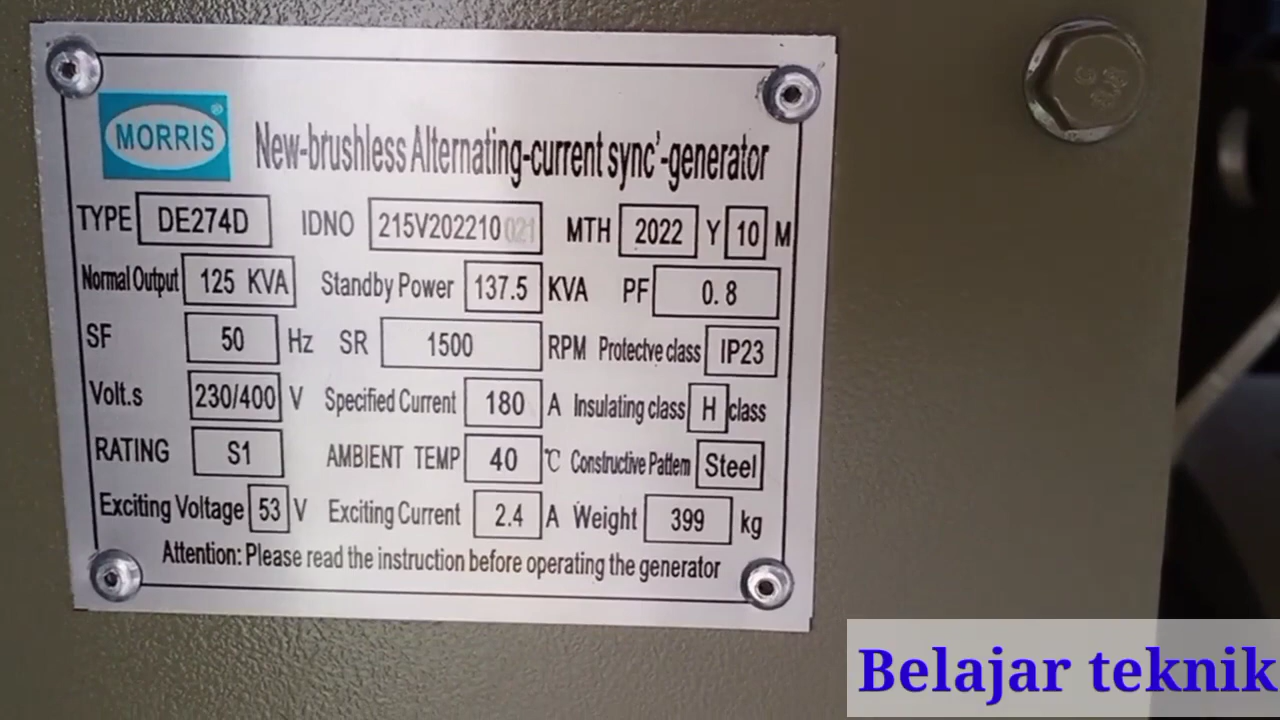 MORRIS ® New-brushless Alternating-current sync'-generator
TYPE DE274D IDNO 215V202210021 MTH 2022 Y 10 M
Normal Output 125 KVA Standby Power 137.5 KVA PF 0.8
SF 50 Hz SR 1500 RPM Protectve class IP23
Volt.s 230/400 V Specified Current 180 A Insulating class H class
RATING S1 AMBIENT TEMP 40 °C Constructive Pattem Steel
Exciting Voltage 53 V Exciting Current 2.4 A Weight 399 kg
Attention: Please read the instruction before operating the generator
Belajar teknik